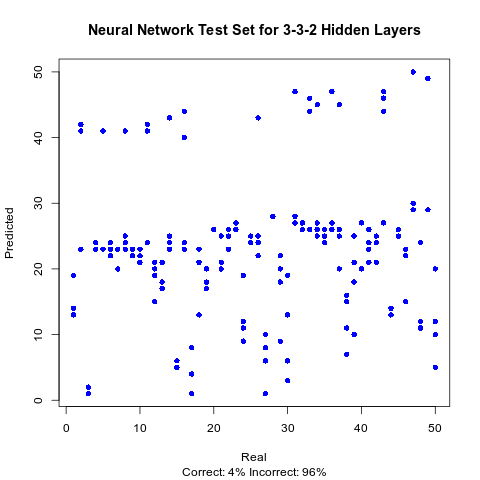 Neural Network Test Set for 3-3-2 Hidden Layers
Predicted
50
40
30
20
10
0
0 10 20 30 40 50
Real
Correct: 4% Incorrect: 96%